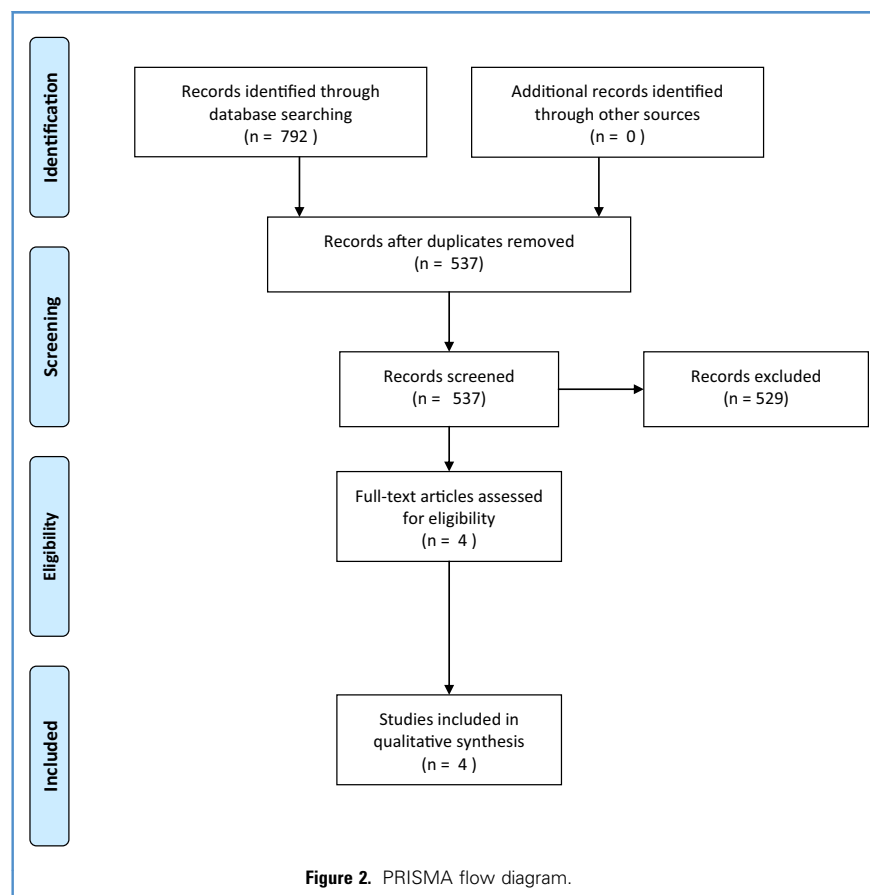 Identification
Records identified through
database searching
(n = 792 )
Additional records identified
through other sources
(n = 0 )
Records after duplicates removed
(n = 537)
Screening
Records screened
(n = 537)
Records excluded
(n = 529)
Eligibility
Full-text articles assessed
for eligibility
(n = 4 )
Included
Studies included in
qualitative synthesis
(n = 4 )
Figure 2. PRISMA flow diagram.